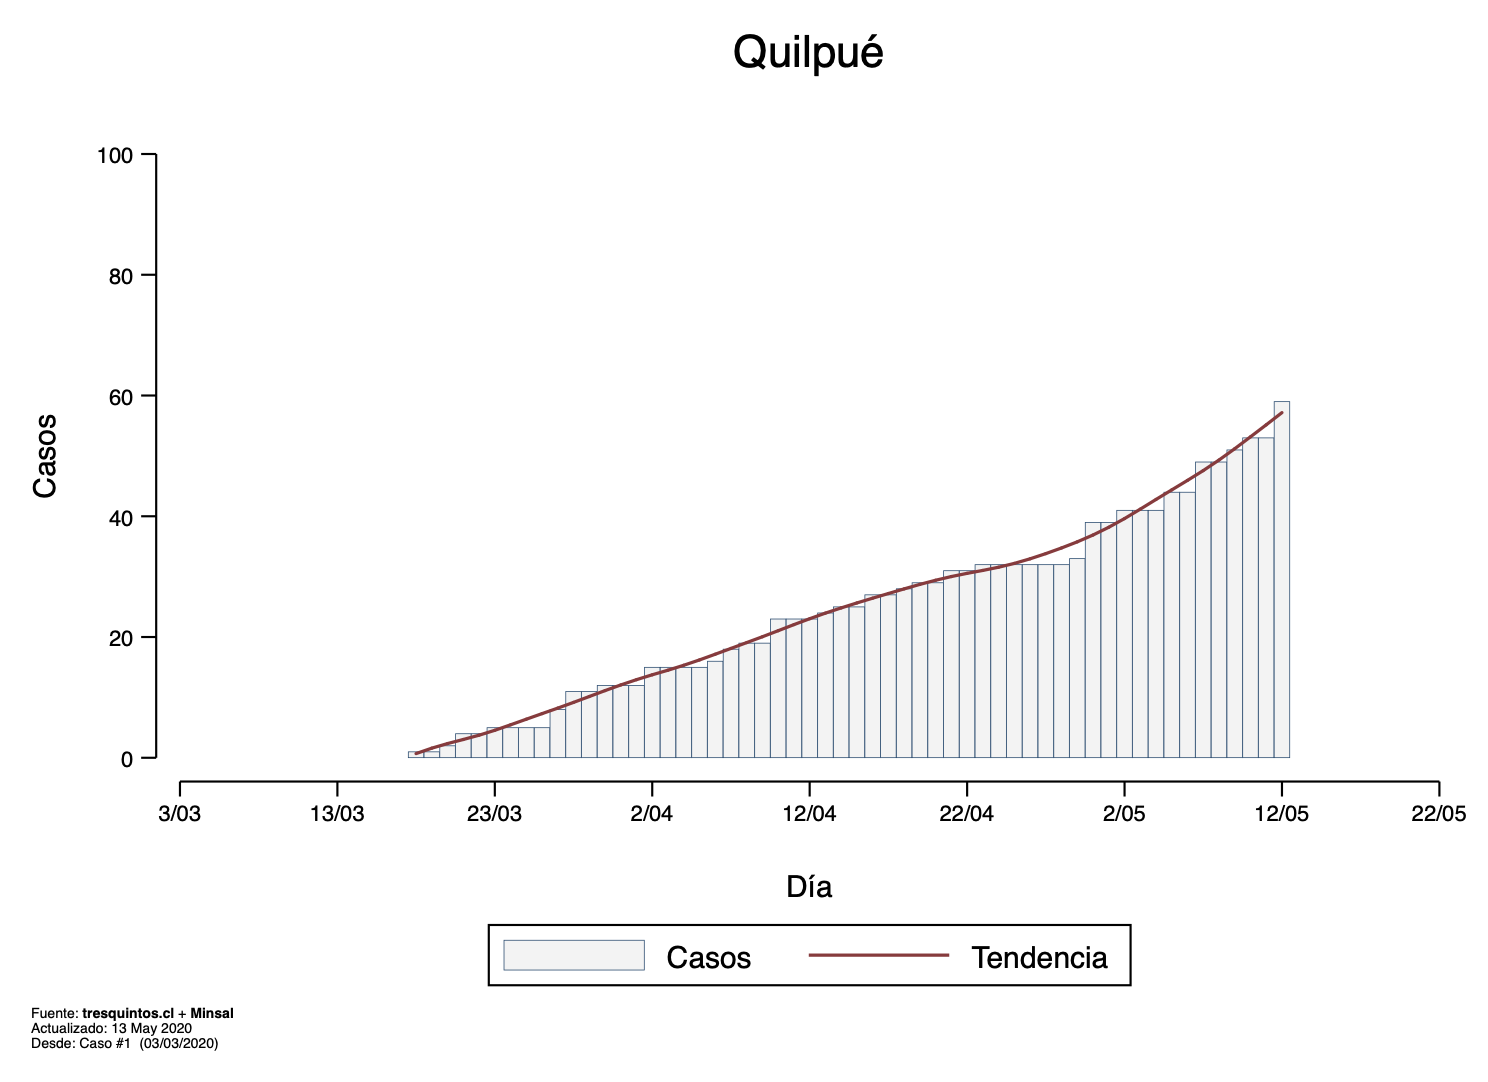 Quilpué
100
80
60
40
20
0
Casos
3/03 13/03 23/03 2/04 12/04 22/04 2/05 12/05 22/05
Día
Casos Tendencia
Fuente: tresquintos.cl + Minsal
Actualizado: 13 May 2020
Desde: Caso #1 (03/03/2020)